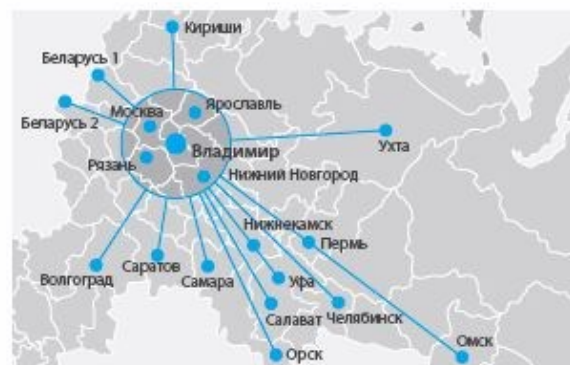 Кириши
Беларусь 1
Беларусь 2
Москва
Ярославль
Владимир
Ухта
Рязань
Нижний Новгород
Нижнекамск
Пермь
Волгоград
Саратов
Самара
Уфа
Салават
Челябинск
Орск
Омск